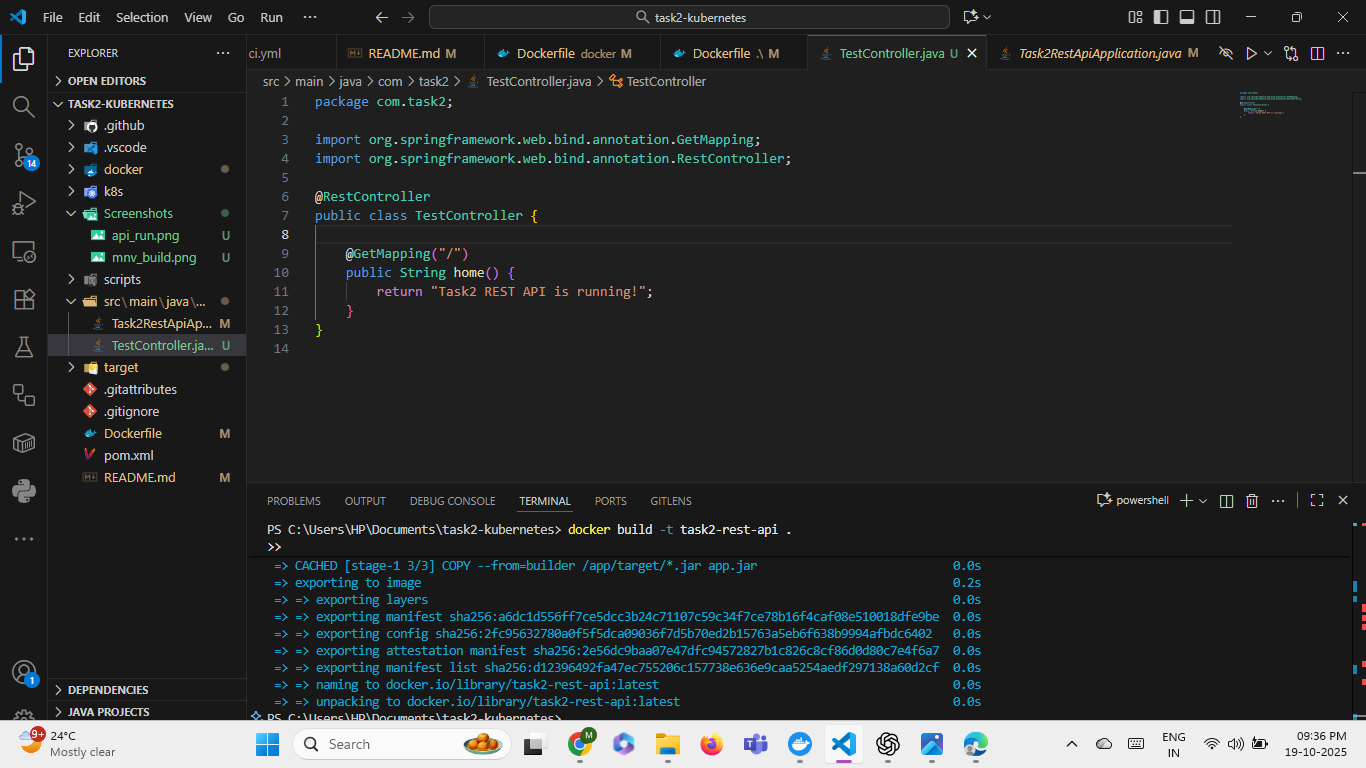 File Edit Selection View Go Run ··· task2-kubernetes
EXPLORER ···
OPEN EDITORS
TASK2-KUBERNETES
.github
.vscode
docker
k8s
Screenshots
api_run.png U
mnv_build.png U
scripts
src\main\java\...
Task2RestApiAp... M
TestController.ja... U
target
.gitattributes
.gitignore
Dockerfile M
pom.xml
README.md M
DEPENDENCIES
JAVA PROJECTS
14
1
ci.yml README.md M Dockerfile docker M Dockerfile .\ M TestController.java U Task2RestApiApplication.java M
src > main > java > com > task2 > TestController.java > TestController
1 package com.task2;
2
3 import org.springframework.web.bind.annotation.GetMapping;
4 import org.springframework.web.bind.annotation.RestController;
5
6 @RestController
7 public class TestController {
8
9 @GetMapping("/")
10 public String home() {
11 return "Task2 REST API is running!";
12 }
13 }
14
PROBLEMS OUTPUT DEBUG CONSOLE TERMINAL PORTS GITLENS powershell
PS C:\Users\HP\Documents\task2-kubernetes> docker build -t task2-rest-api .
>>
=> CACHED [stage-1 3/3] COPY --from=builder /app/target/*.jar app.jar 0.0s
=> exporting to image 0.2s
=> => exporting layers 0.0s
=> => exporting manifest sha256:a6dc1d556ff7ce5dcc3b24c71107c59c34f7ce78b16f4caf08e510018dfe9be 0.0s
=> => exporting config sha256:2fc95632780a0f5f5dca09036f7d5b70ed2b15763a5eb6f638b9994afbdc6402 0.0s
=> => exporting attestation manifest sha256:2e56dc9baa07e47dfc94572827b1c826c8cf86d0d80c7e4f6a7 0.0s
=> => exporting manifest list sha256:d12396492fa47ec755206c157738e636e9caa5254aedf297138a60d2cf 0.0s
=> => naming to docker.io/library/task2-rest-api:latest 0.0s
=> => unpacking to docker.io/library/task2-rest-api:latest 0.0s
PS C:\Users\HP\Documents\task2-kubernetes>
9+ 24°C
Mostly clear
Search
M
ENG
IN
09:36 PM
19-10-2025